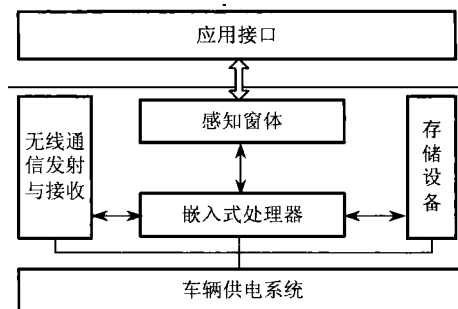 应用接口
感知窗体
无线通
信发射
与接收
存
储
设
备
嵌入式处理器
车辆供电系统